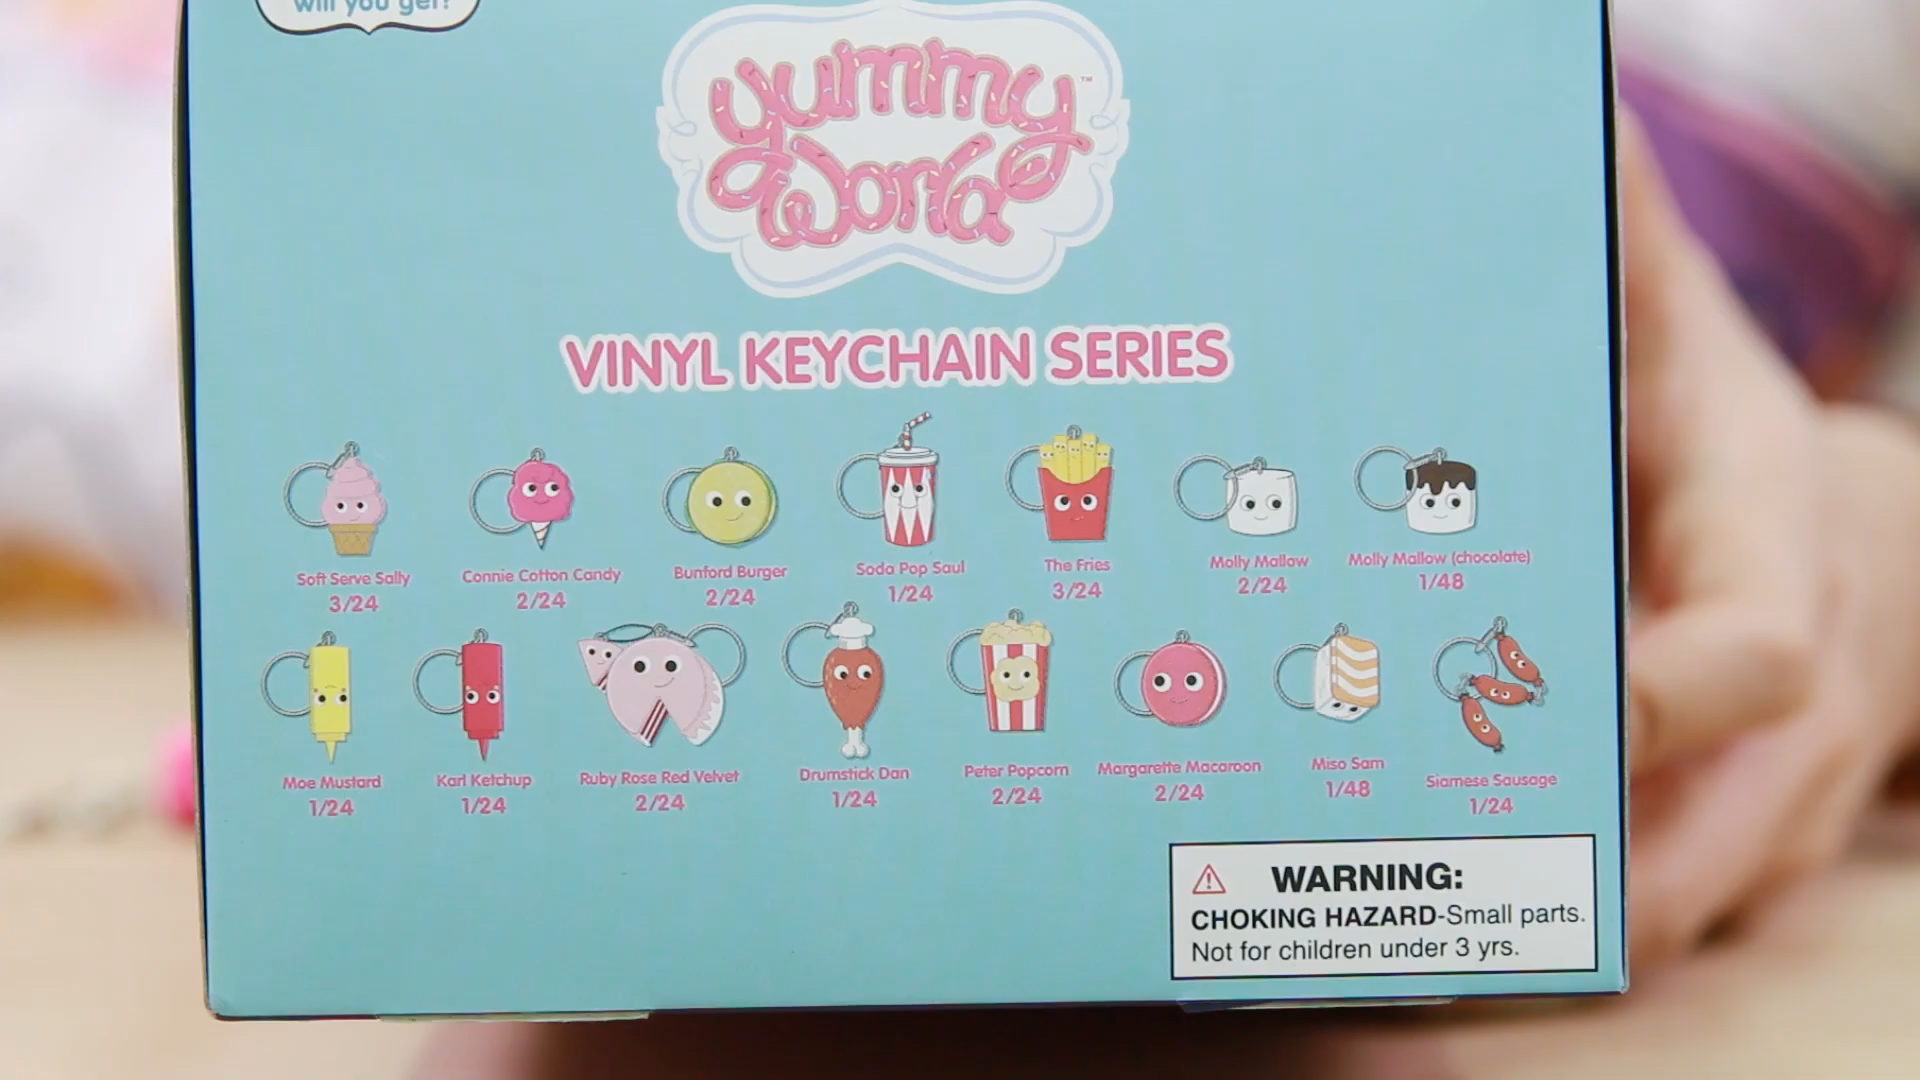 will you get?
yummy
world
™
VINYL KEYCHAIN SERIES
Soft Serve Sally
3/24
Connie Cotton Candy
2/24
Bunford Burger
2/24
Soda Pop Saul
1/24
The Fries
3/24
Molly Mallow
2/24
Molly Mallow (chocolate)
1/48
Moe Mustard
1/24
Karl Ketchup
1/24
Ruby Rose Red Velvet
2/24
Drumstick Dan
1/24
Peter Popcorn
2/24
Margarette Macaroon
2/24
Miso Sam
1/48
Siamese Sausage
1/24
WARNING:
CHOKING HAZARD-Small parts.
Not for children under 3 yrs.